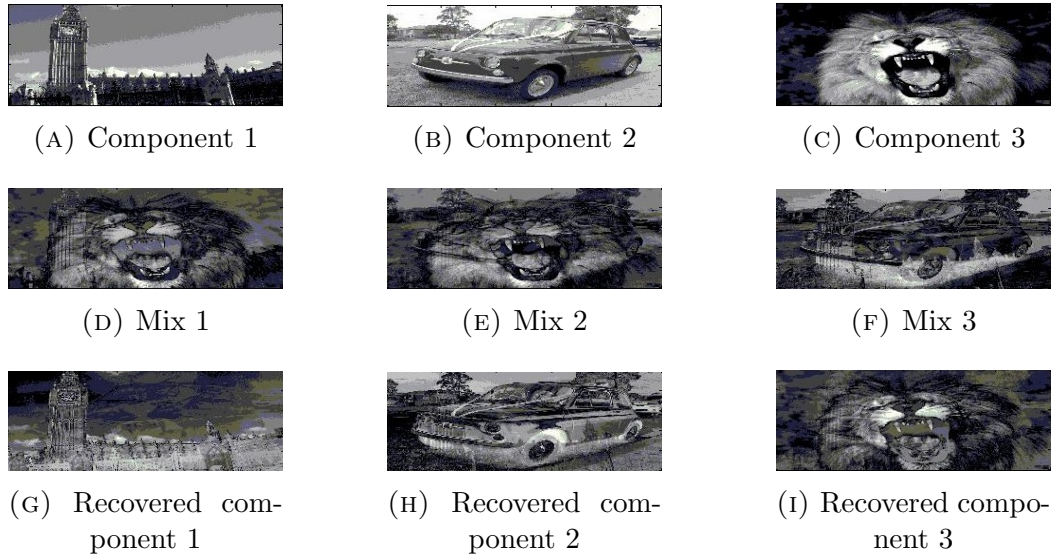 (A) Component 1
(B) Component 2
(C) Component 3
(D) Mix 1
(E) Mix 2
(F) Mix 3
(G) Recovered com-
ponent 1
(H) Recovered com-
ponent 2
(I) Recovered compo-
nent 3